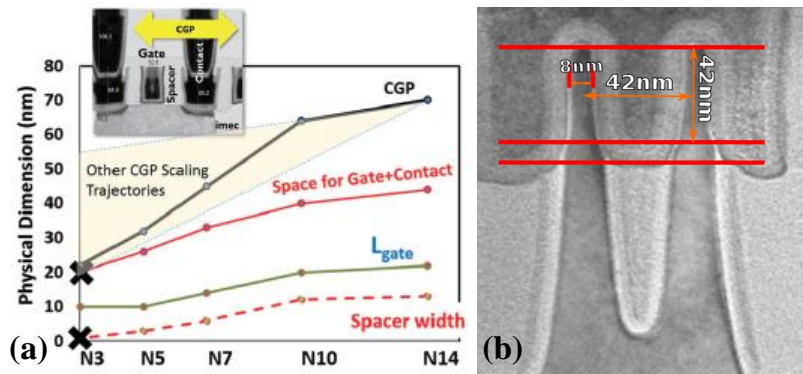 CGP
Gate
Spacer
Contact
imec
80
70
60
50
40
30
20
10
0
Physical Dimension (nm)
CGP
Other CGP Scaling
Trajectories
Space for Gate+Contact
Lgate
Spacer width
N3
N5
N7
N10
N14
(a)
8nm
42nm
42nm
(b)